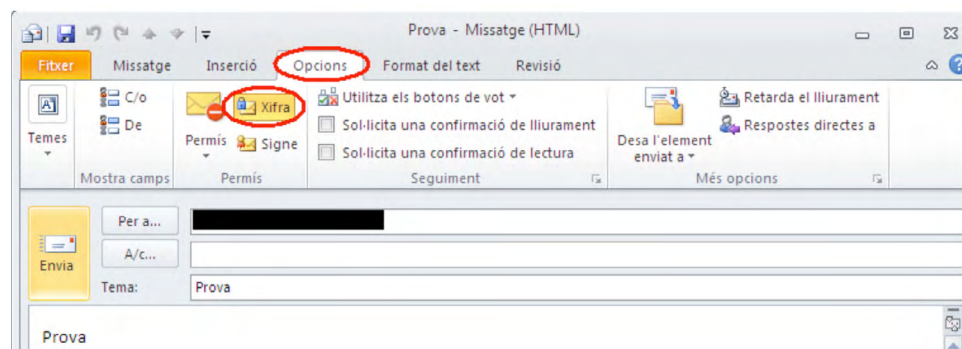 Prova - Missatge (HTML)
Fitxer Missatge Inserció Opcions Format del text Revisió
Temes
C/o
De
Mostra camps
Permís
Xifra
Signe
Permís
Utilitza els botons de vot
Sol·licita una confirmació de lliurament
Sol·licita una confirmació de lectura
Seguiment
Desa l'element
enviat a
Retarda el lliurament
Respostes directes a
Més opcions
Envia
Per a...
A/c...
Tema: Prova
Prova